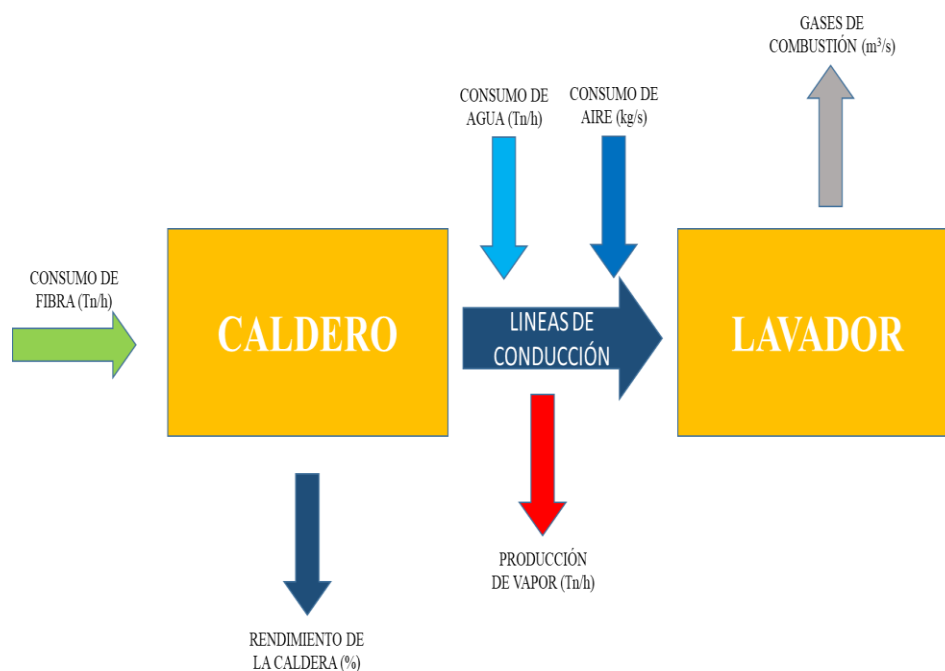 GASES DE
COMBUSTIÓN (m³/s)
CONSUMO DE
AGUA (Tn/h)
CONSUMO DE
AIRE (kg/s)
CONSUMO DE
FIBRA (Tn/h)
CALDERO
LINEAS DE
CONDUCCIÓN
LAVADOR
PRODUCCIÓN
DE VAPOR (Tn/h)
RENDIMIENTO DE
LA CALDERA (%)